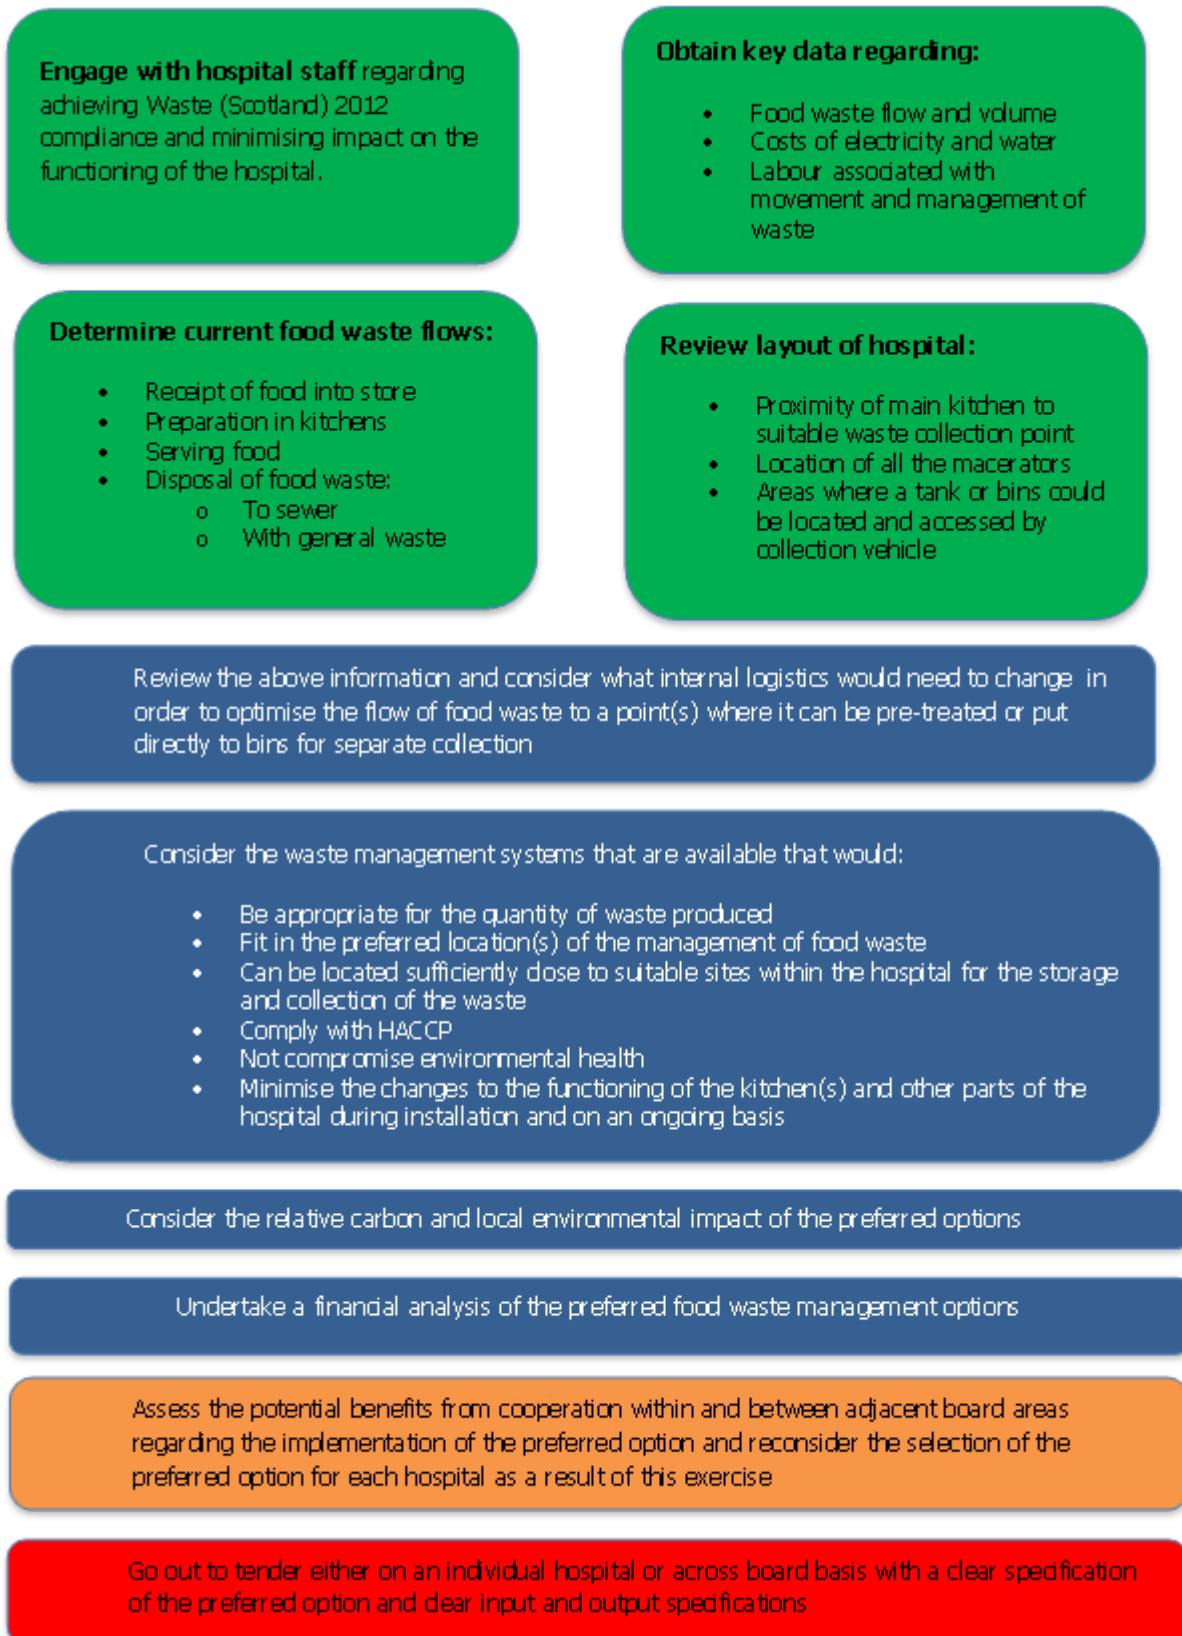 Engage with hospital staff regarding
achieving Waste (Scotland) 2012
compliance and minimising impact on the
functioning of the hospital.
Obtain key data regarding:
• Food waste flow and volume
• Costs of electricity and water
• Labour associated with
movement and management of
waste
Determine current food waste flows:
• Receipt of food into store
• Preparation in kitchens
• Serving food
• Disposal of food waste:
o To sewer
o With general waste
Review layout of hospital:
• Proximity of main kitchen to
suitable waste collection point
• Location of all the macerators
• Areas where a tank or bins could
be located and accessed by
collection vehicle
Review the above information and consider what internal logistics would need to change in
order to optimise the flow of food waste to a point(s) where it can be pre-treated or put
directly to bins for separate collection
Consider the waste management systems that are available that would:
• Be appropriate for the quantity of waste produced
• Fit in the preferred location(s) of the management of food waste
• Can be located sufficiently close to suitable sites within the hospital for the storage
and collection of the waste
• Comply with HACCP
• Not compromise environmental health
• Minimise the changes to the functioning of the kitchen(s) and other parts of the
hospital during installation and on an ongoing basis
Consider the relative carbon and local environmental impact of the preferred options
Undertake a financial analysis of the preferred food waste management options
Assess the potential benefits from cooperation within and between adjacent board areas
regarding the implementation of the preferred option and reconsider the selection of the
preferred option for each hospital as a result of this exercise
Go out to tender either on an individual hospital or across board basis with a clear specification
of the preferred option and clear input and output specifications